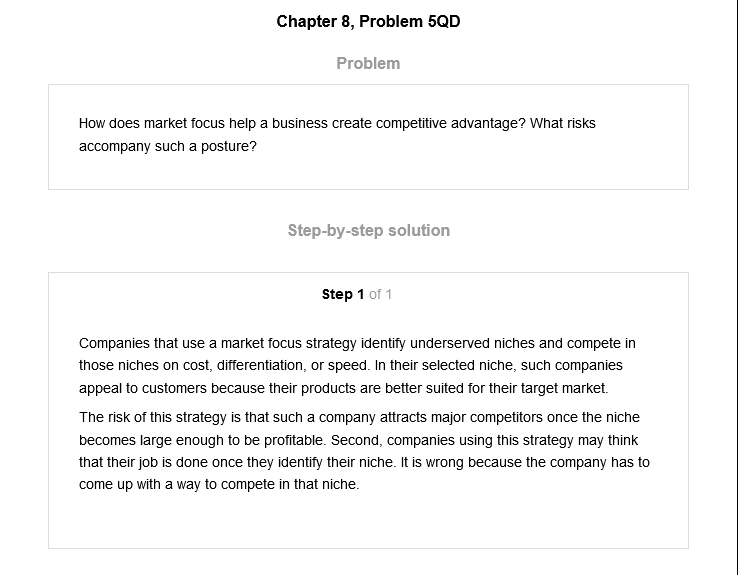 Chapter 8, Problem 5QD
Problem
How does market focus help a business create competitive advantage? What risks
accompany such a posture?
Step-by-step solution
Step 1 of 1
Companies that use a market focus strategy identify underserved niches and compete in
those niches on cost, differentiation, or speed. In their selected niche, such companies
appeal to customers because their products are better suited for their target market.
The risk of this strategy is that such a company attracts major competitors once the niche
becomes large enough to be profitable. Second, companies using this strategy may think
that their job is done once they identify their niche. It is wrong because the company has to
come up with a way to compete in that niche.